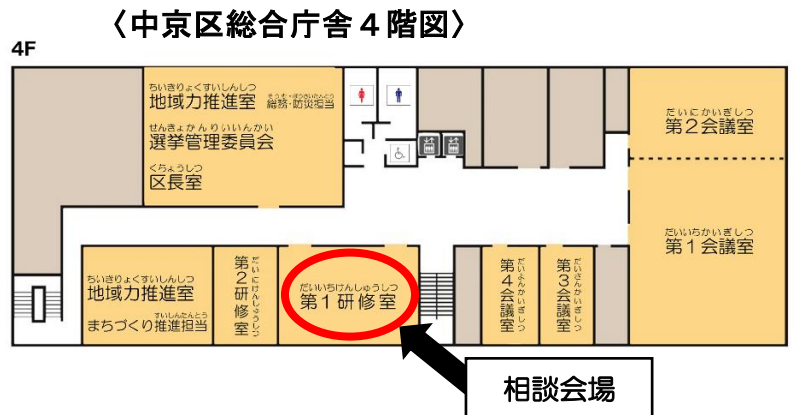 〈中京区総合庁舎４階図〉
4F
ちいきりょくすいしんしつ
地域力推進室
そうむ・ぼうさいたんとう
総務・防災担当
せんきょかんりいいんかい
選挙管理委員会
くちょうしつ
区長室
だいにかいぎしつ
第２会議室
だいいちかいぎしつ
第１会議室
ちいきりょくすいしんしつ
地域力推進室
すいしんたんとう
まちづくり推進担当
だいにけんしゅうしつ
第２研修室
だいいちけんしゅうしつ
第１研修室
だいよんかいぎしつ
第４会議室
だいさんかいぎしつ
第３会議室
相談会場